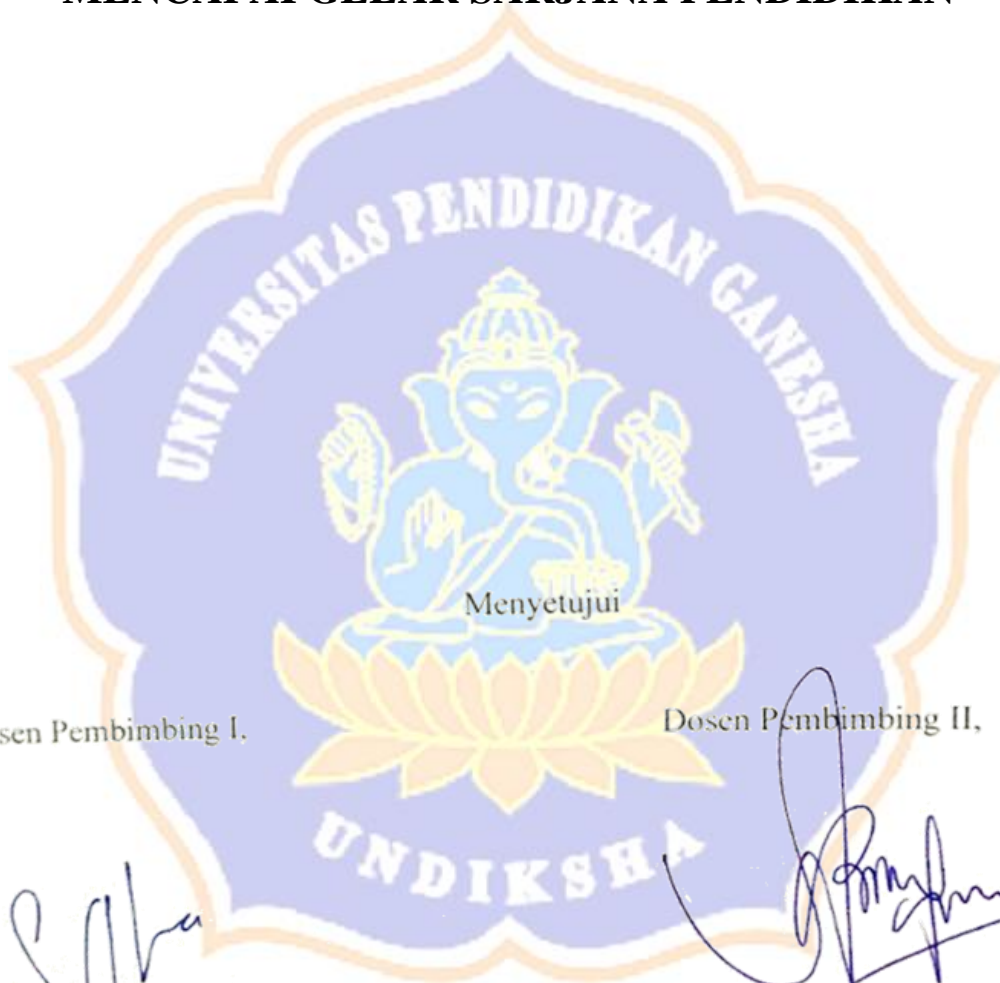 MENCAPAI GELAR SARJANA PENDIDIKAN
UNIVERSITAS PENDIDIKAN GANESHA
Menyetujui
sen Pembimbing I,
Dosen Pembimbing II,
UNDIKSHA